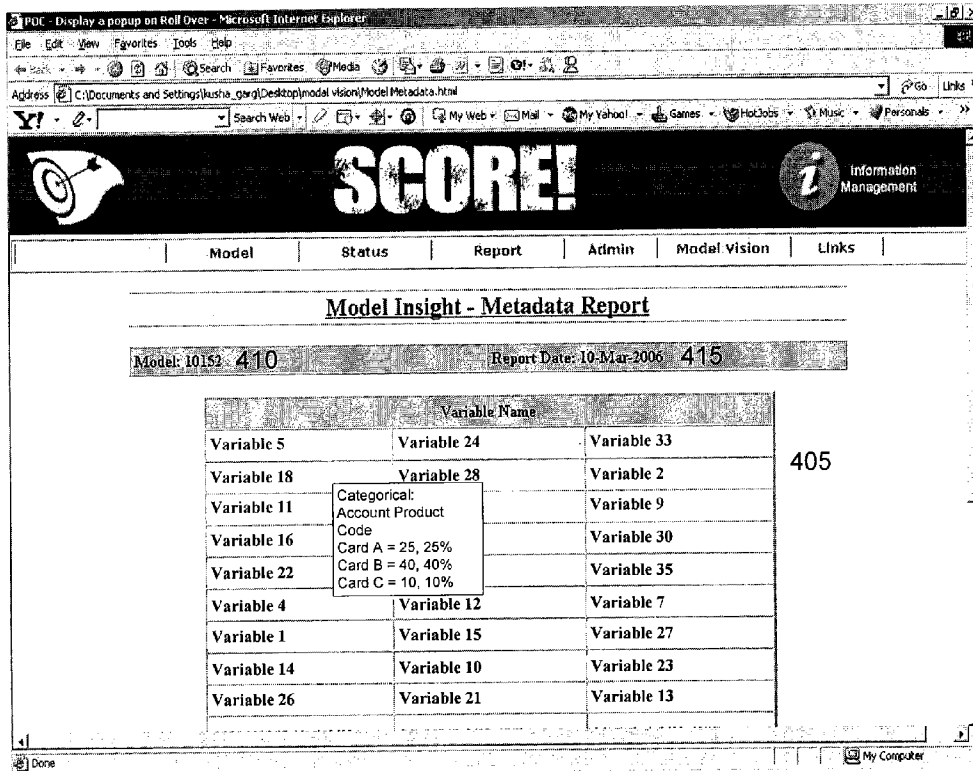 POC - Display a popup on Roll Over - Microsoft Internet Explorer
File Edit View Favorites Tools Help
Back Search Favorites Media
Address C:\Documents and Settings\kusha_garg\Desktop\modal vision\Model Metadata.html Go Links
Y! Search Web My Web Mail My Yahoo! Games HotJobs Music Personals >>
SCORE!
i Information
Management
Model Status Report Admin Model Vision Links
Model Insight - Metadata Report
Model: 10152 410 Report Date: 10-Mar-2006 415
Variable Name
Variable 5 Variable 24 Variable 33
405
Variable 18 Variable 28 Variable 2
Variable 11 Variable 9
Variable 16 Variable 30
Variable 22 Variable 35
Categorical:
Account Product
Code
Card A = 25, 25%
Card B = 40, 40%
Card C = 10, 10%
Variable 4 Variable 12 Variable 7
Variable 1 Variable 15 Variable 27
Variable 14 Variable 10 Variable 23
Variable 26 Variable 21 Variable 13
Done My Computer